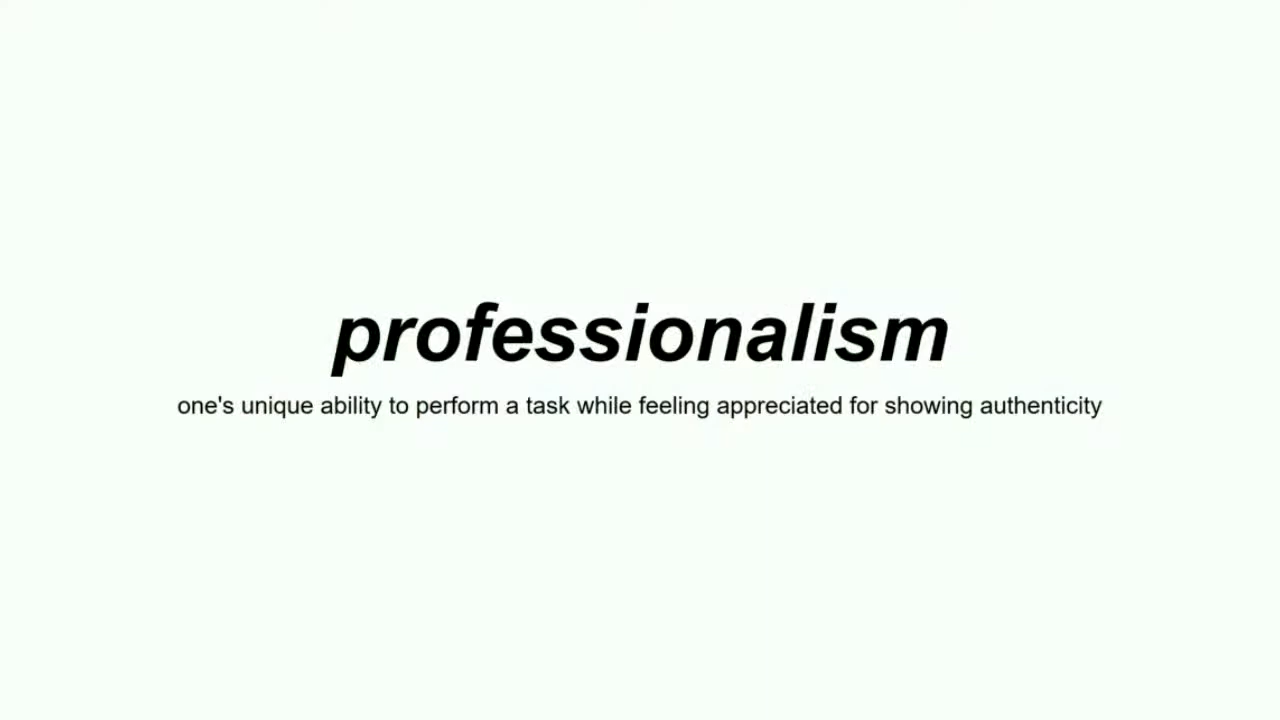 professionalism
one's unique ability to perform a task while feeling appreciated for showing authenticity